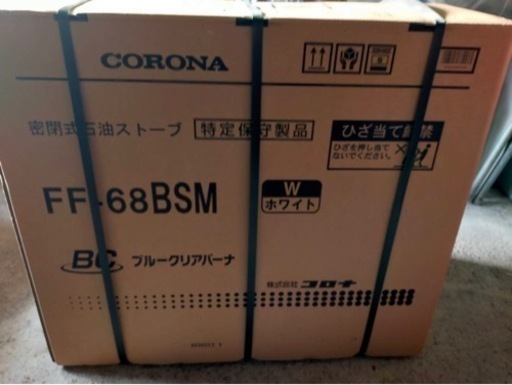 CORONA
密閉式石油ストーブ 特定保守製品
ひざ当て厳禁
ひざを押し当て
ないでください。
FF-68BSM
W
ホワイト
BC ブルークリアバーナ
株式会社 コロナ